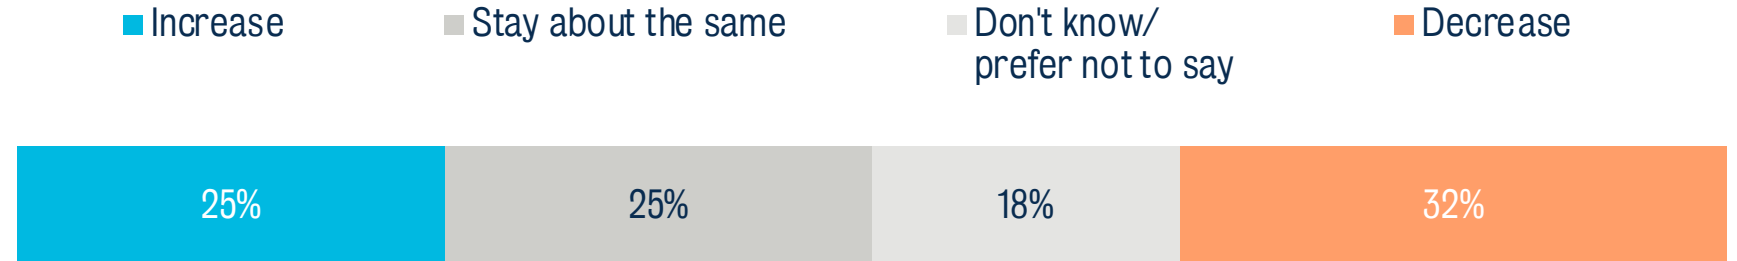 Increase
Stay about the same
Don't know/
prefer not to say
Decrease
25%
25%
18%
32%